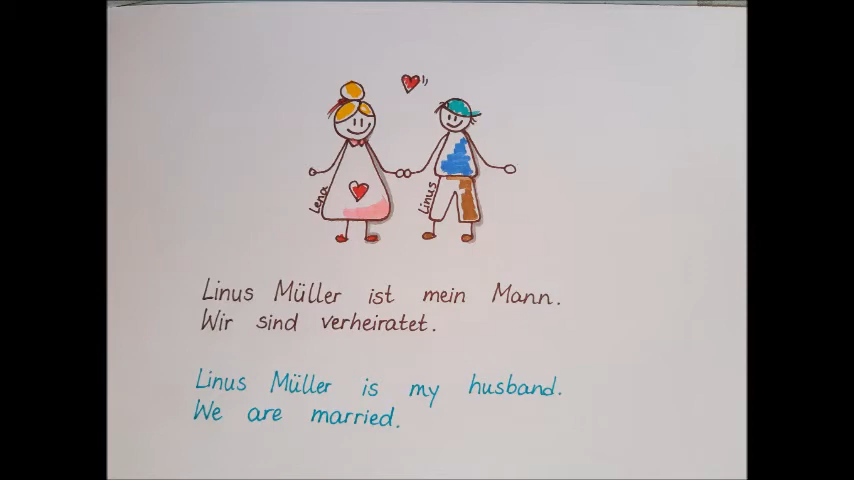 Lena
Linus
Linus Müller ist mein Mann.
Wir sind verheiratet.
Linus Müller is my husband.
We are married.